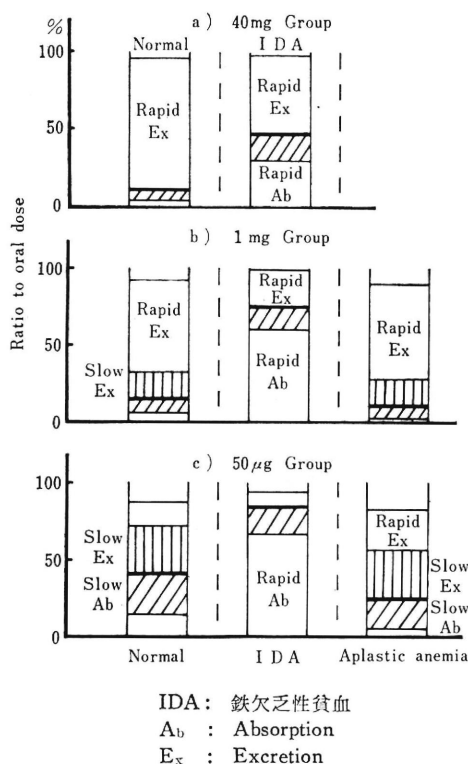 %
a) 40mg Group
Normal
IDA
100
50
0
Rapid
Ex
Rapid
Ex
Rapid
Ab
Ratio to oral dose
b) 1mg Group
100
50
0
Rapid
Ex
Slow
Ex
Rapid
Ex
Rapid
Ab
Rapid
Ex
c) 50μg Group
100
50
0
Slow
Ex
Slow
Ab
Rapid
Ab
Rapid
Ex
Slow
Ex
Slow
Ab
Normal
IDA
Aplastic anemia
IDA: 鉄欠乏性貧血
Ab : Absorption
Ex : Excretion